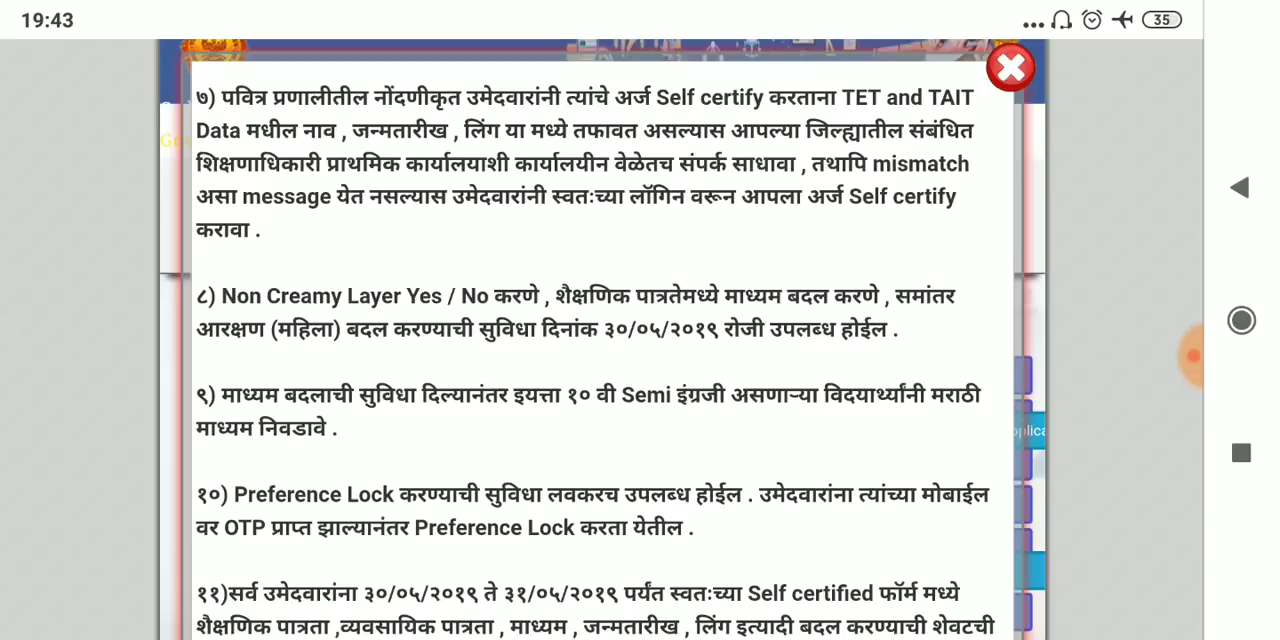 19:43
35
७) पवित्र प्रणालीतील नोंदणीकृत उमेदवारांनी त्यांचे अर्ज Self certify करताना TET and TAIT
Data मधील नाव , जन्मतारीख , लिंग या मध्ये तफावत असल्यास आपल्या जिल्ह्यातील संबंधित
शिक्षणाधिकारी प्राथमिक कार्यालयाशी कार्यालयीन वेळेतच संपर्क साधावा , तथापि mismatch
असा message येत नसल्यास उमेदवारांनी स्वतःच्या लॉगिन वरून आपला अर्ज Self certify
करावा .
८) Non Creamy Layer Yes / No करणे , शैक्षणिक पात्रतेमध्ये माध्यम बदल करणे , समांतर
आरक्षण (महिला) बदल करण्याची सुविधा दिनांक ३०/०५/२०१९ रोजी उपलब्ध होईल .
९) माध्यम बदलाची सुविधा दिल्यानंतर इयत्ता १० वी Semi इंग्रजी असणाऱ्या विदयार्थ्यांनी मराठी
माध्यम निवडावे .
१०) Preference Lock करण्याची सुविधा लवकरच उपलब्ध होईल . उमेदवारांना त्यांच्या मोबाईल
वर OTP प्राप्त झाल्यानंतर Preference Lock करता येतील .
११)सर्व उमेदवारांना ३०/०५/२०१९ ते ३१/०५/२०१९ पर्यंत स्वतःच्या Self certified फॉर्म मध्ये
शैक्षणिक पात्रता ,व्यवसायिक पात्रता , माध्यम , जन्मतारीख , लिंग इत्यादी बदल करण्याची शेवटची